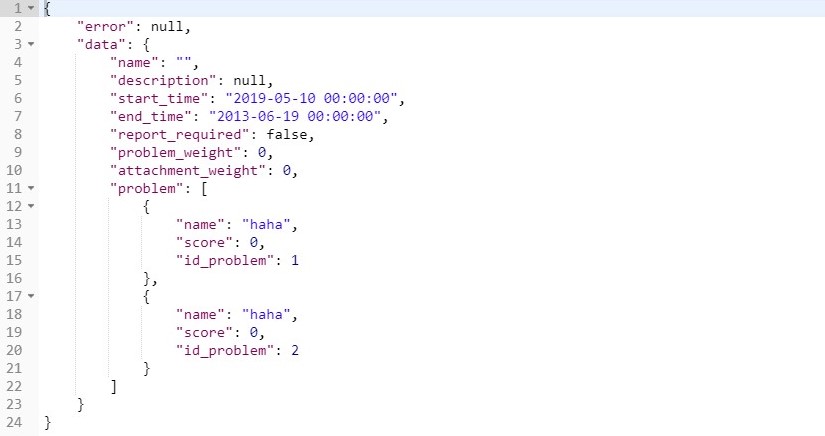 1 {
2     "error": null,
3     "data": {
4         "name": "",
5         "description": null,
6         "start_time": "2019-05-10 00:00:00",
7         "end_time": "2013-06-19 00:00:00",
8         "report_required": false,
9         "problem_weight": 0,
10         "attachment_weight": 0,
11         "problem": [
12             {
13                 "name": "haha",
14                 "score": 0,
15                 "id_problem": 1
16             },
17             {
18                 "name": "haha",
19                 "score": 0,
20                 "id_problem": 2
21             }
22         ]
23     }
24 }